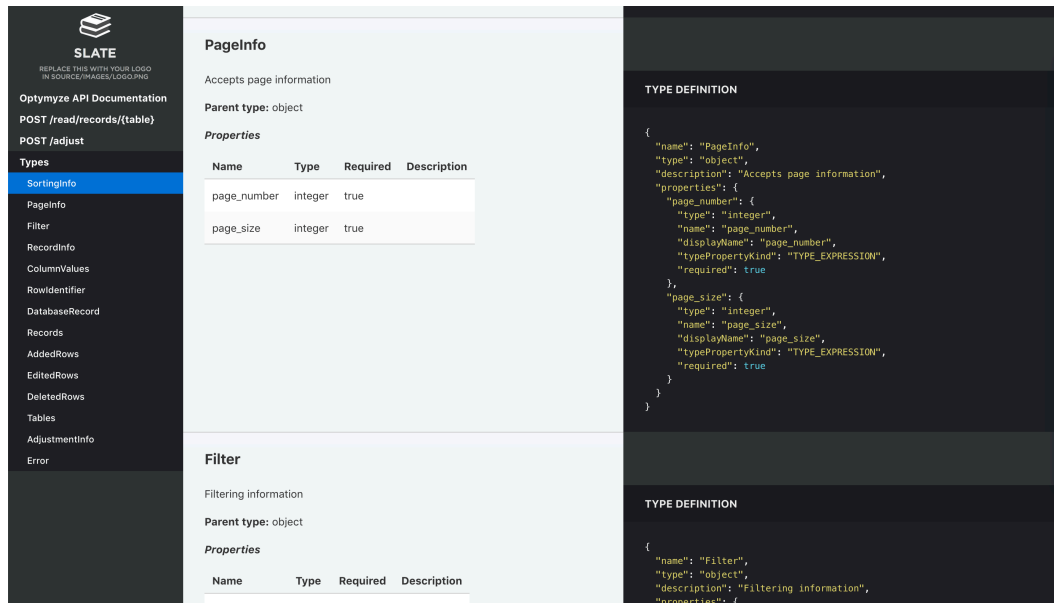 SLATE
REPLACE THIS WITH YOUR LOGO
IN SOURCE/IMAGES/LOGO.PNG
Optymyze API Documentation
POST /read/records/{table}
POST /adjust
Types
SortingInfo
PageInfo
Filter
RecordInfo
ColumnValues
RowIdentifier
DatabaseRecord
Records
AddedRows
EditedRows
DeletedRows
Tables
AdjustmentInfo
Error
PageInfo
Accepts page information
Parent type: object
Properties
Name Type Required Description
page_number integer true
page_size integer true
Filter
Filtering information
Parent type: object
Properties
Name Type Required Description
TYPE DEFINITION
{
"name": "PageInfo",
"type": "object",
"description": "Accepts page information",
"properties": {
"page_number": {
"type": "integer",
"name": "page_number",
"displayName": "page_number",
"typePropertyKind": "TYPE_EXPRESSION",
"required": true
},
"page_size": {
"type": "integer",
"name": "page_size",
"displayName": "page_size",
"typePropertyKind": "TYPE_EXPRESSION",
"required": true
}
}
}
TYPE DEFINITION
{
"name": "Filter",
"type": "object",
"description": "Filtering information",
"properties": {